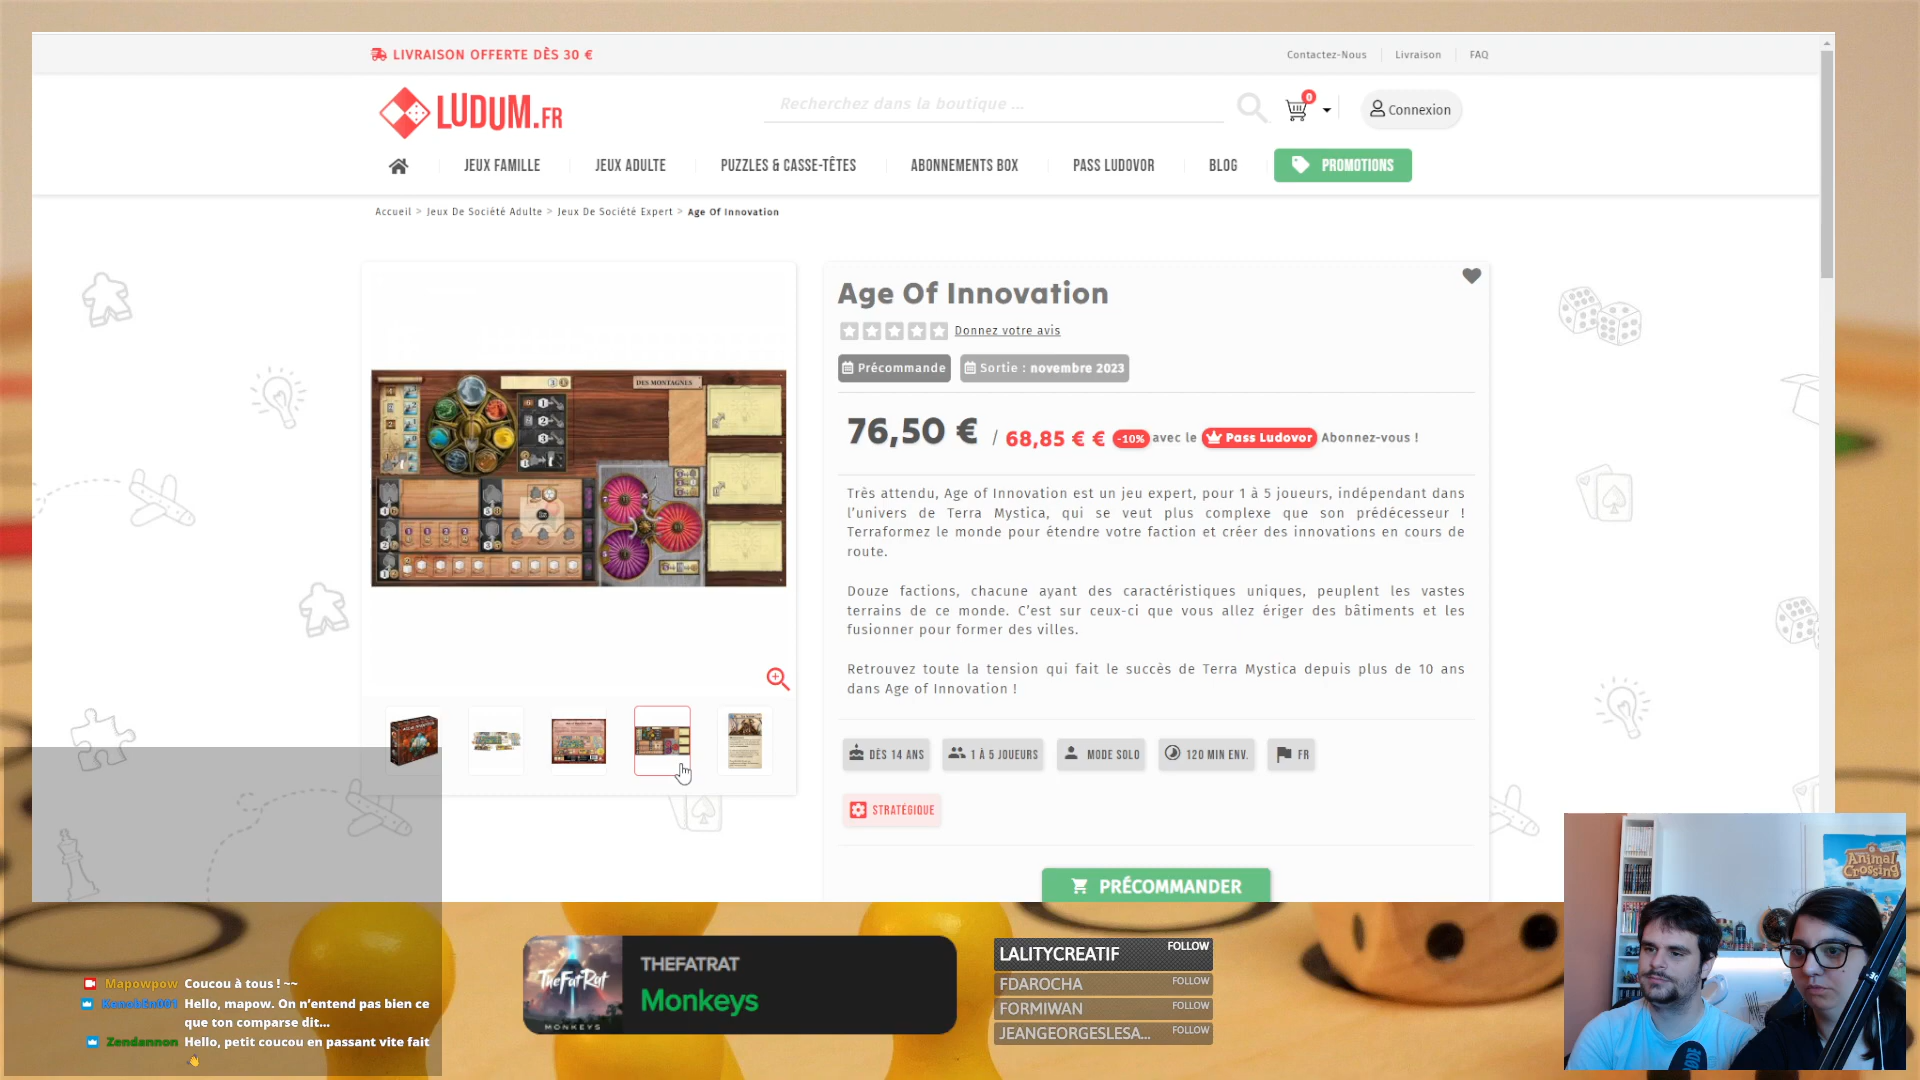 LIVRAISON OFFERTE DÈS 30 €
Contactez-Nous
Livraison
FAQ
LUDUM.FR
Recherchez dans la boutique ...
0
Connexion
JEUX FAMILLE
JEUX ADULTE
PUZZLES & CASSE-TÊTES
ABONNEMENTS BOX
PASS LUDOVOR
BLOG
PROMOTIONS
Accueil > Jeux De Société Adulte > Jeux De Société Expert > Age Of Innovation
DES MONTAGNES
Age Of Innovation
Donnez votre avis
Précommande
Sortie : novembre 2023
76,50 € / 68,85 € € -10% avec le Pass Ludovor Abonnez-vous !
Très attendu, Age of Innovation est un jeu expert, pour 1 à 5 joueurs, indépendant dans
l'univers de Terra Mystica, qui se veut plus complexe que son prédécesseur !
Terraformez le monde pour étendre votre faction et créer des innovations en cours de
route.
Douze factions, chacune ayant des caractéristiques uniques, peuplent les vastes
terrains de ce monde. C'est sur ceux-ci que vous allez ériger des bâtiments et les
fusionner pour former des villes.
Retrouvez toute la tension qui fait le succès de Terra Mystica depuis plus de 10 ans
dans Age of Innovation !
DÈS 14 ANS
1 À 5 JOUEURS
MODE SOLO
120 MIN ENV.
FR
STRATÉGIQUE
PRÉCOMMANDER
Animal
Crossing
Mapowpow Coucou à tous ! ~~
Hello, mapow. On n'entend pas bien ce
que ton comparse dit...
Zendannon Hello, petit coucou en passant vite fait
TheFatRat
MONKEYS
THEFATRAT
Monkeys
LALITYCREATIF FOLLOW
FDAROCHA FOLLOW
FORMIWAN FOLLOW
JEANGEORGESLESA... FOLLOW